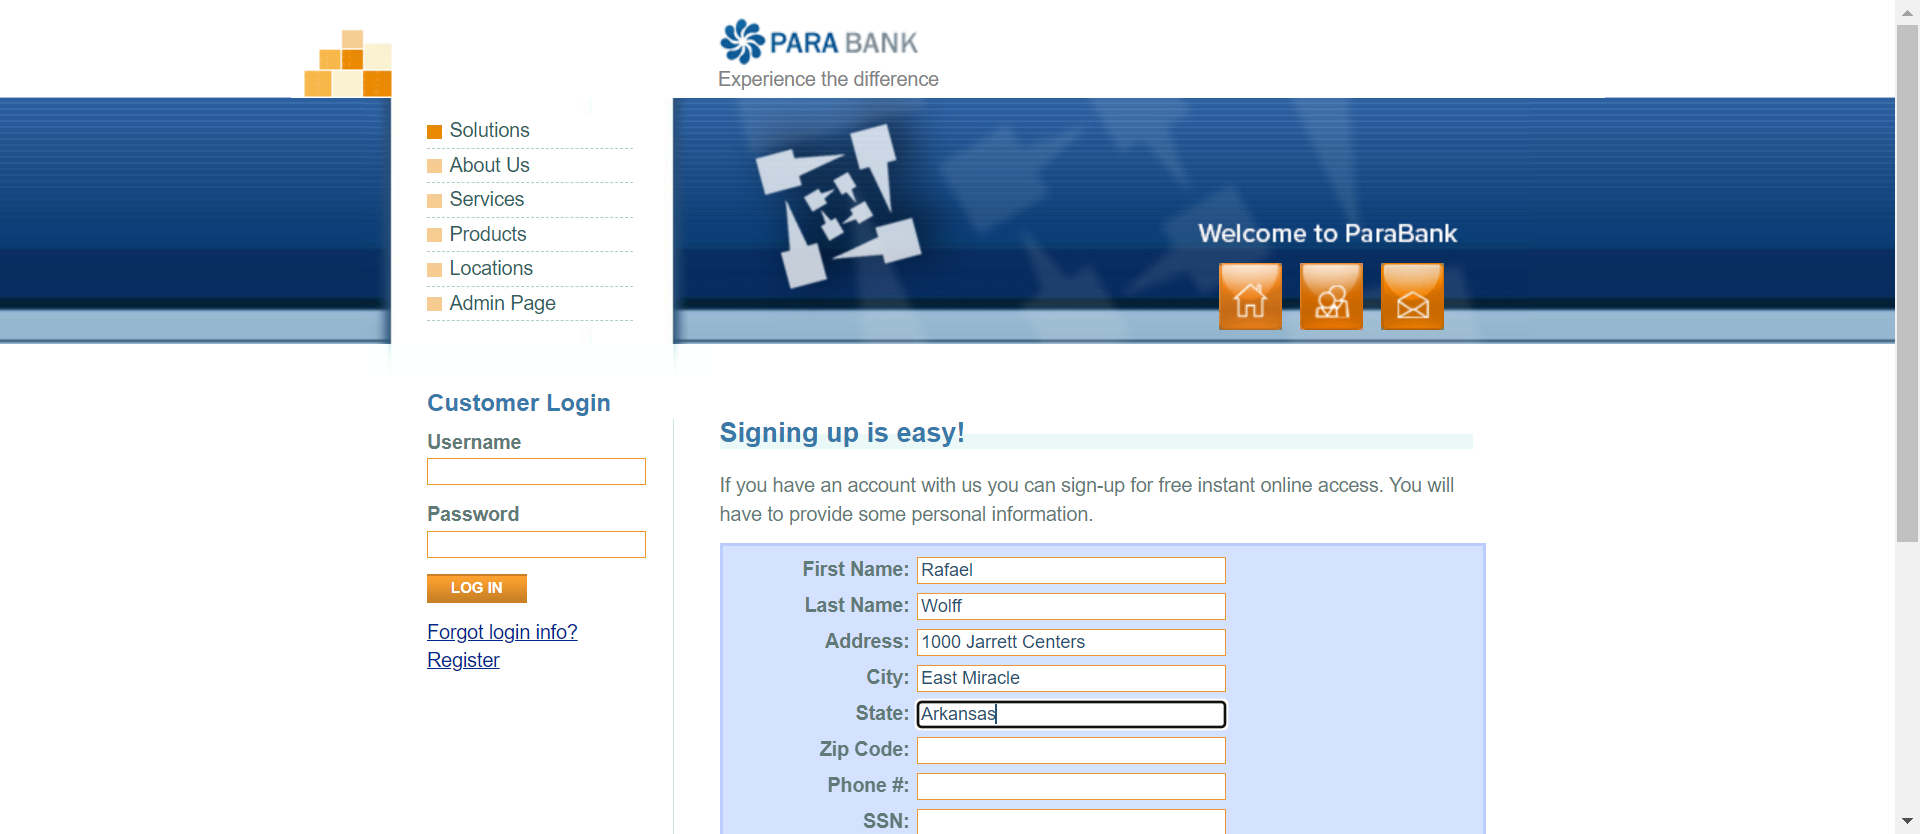 PARA BANK
Experience the difference
Solutions
About Us
Services
Products
Locations
Admin Page
Welcome to ParaBank
Customer Login
Username
Password
LOG IN
Forgot login info?
Register
Signing up is easy!
If you have an account with us you can sign-up for free instant online access. You will
have to provide some personal information.
First Name: Rafael
Last Name: Wolff
Address: 1000 Jarrett Centers
City: East Miracle
State: Arkansas
Zip Code:
Phone #:
SSN: